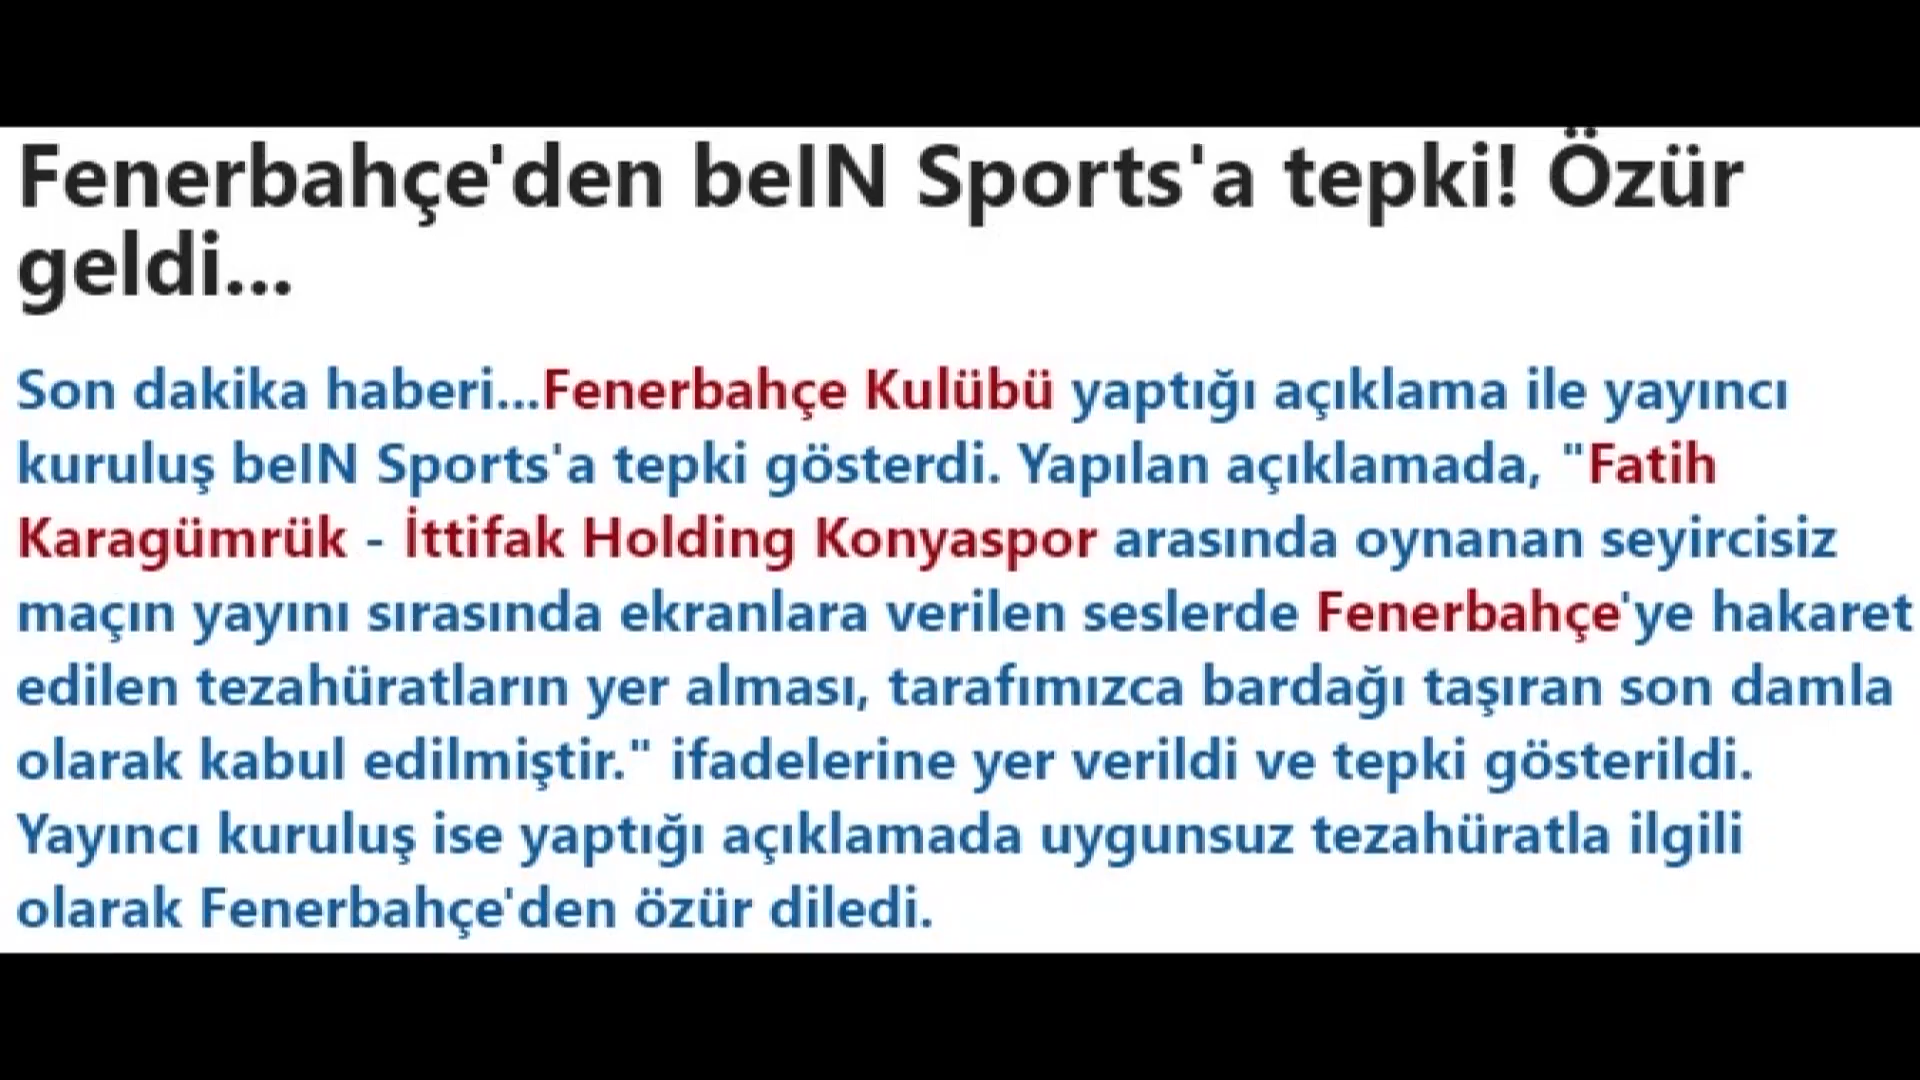 Fenerbahçe'den beIN Sports'a tepki! Özür
geldi...
Son dakika haberi...Fenerbahçe Kulübü yaptığı açıklama ile yayıncı
kuruluş beIN Sports'a tepki gösterdi. Yapılan açıklamada, "Fatih
Karagümrük - İttifak Holding Konyaspor arasında oynanan seyircisiz
maçın yayını sırasında ekranlara verilen seslerde Fenerbahçe'ye hakaret
edilen tezahüratların yer alması, tarafımızca bardağı taşıran son damla
olarak kabul edilmiştir." ifadelerine yer verildi ve tepki gösterildi.
Yayıncı kuruluş ise yaptığı açıklamada uygunsuz tezahüratla ilgili
olarak Fenerbahçe'den özür diledi.